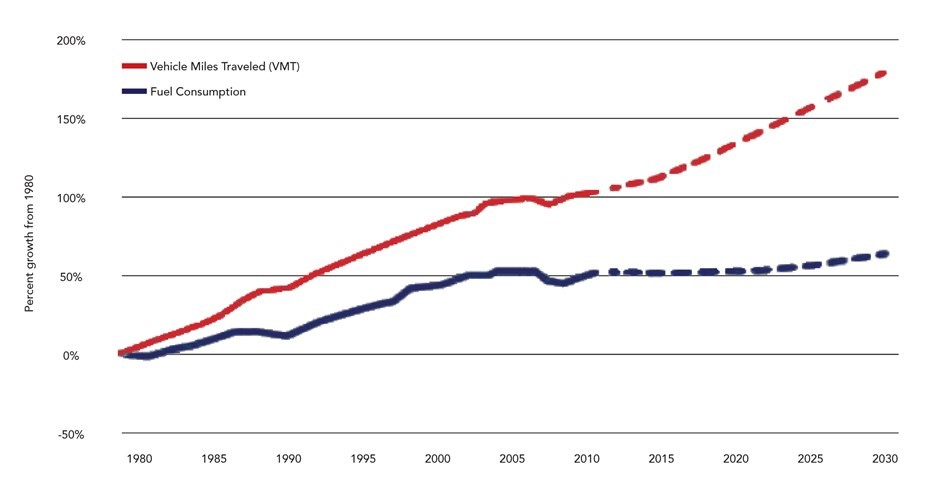 200%
Vehicle Miles Traveled (VMT)
Fuel Consumption
150%
100%
50%
0%
-50%
Percent growth from 1980
1980 1985 1990 1995 2000 2005 2010 2015 2020 2025 2030